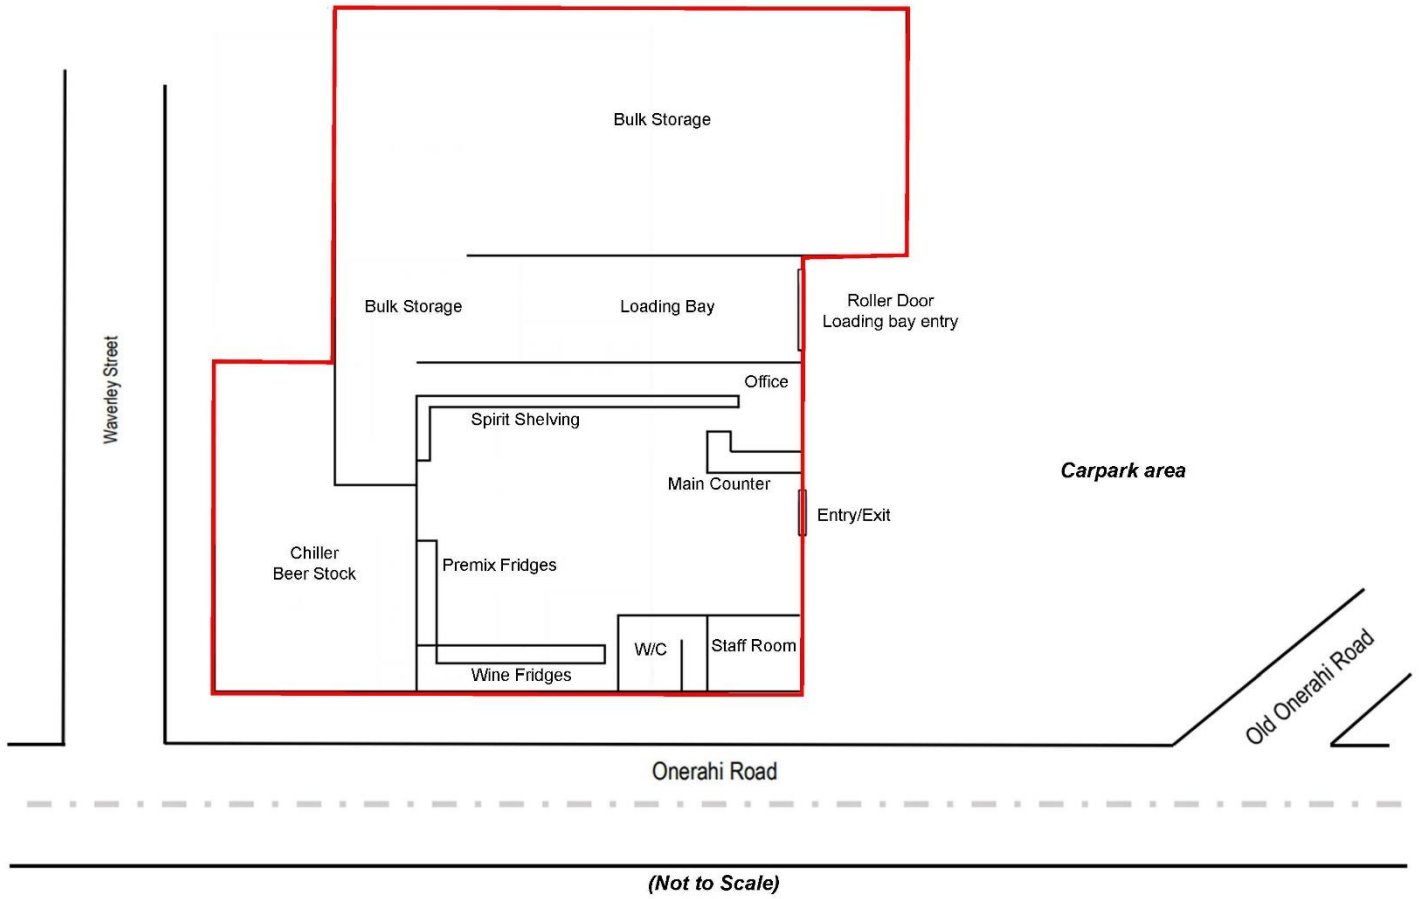 Bulk Storage
Bulk Storage
Loading Bay
Roller Door
Loading bay entry
Waverley Street
Office
Spirit Shelving
Main Counter
Carpark area
Entry/Exit
Chiller
Beer Stock
Premix Fridges
W/C
Staff Room
Wine Fridges
Old Onerahi Road
Onerahi Road
(Not to Scale)